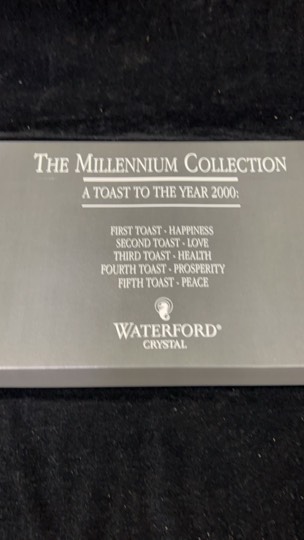 THE MILLENNIUM COLLECTION
A TOAST TO THE YEAR 2000:
FIRST TOAST - HAPPINESS
SECOND TOAST - LOVE
THIRD TOAST - HEALTH
FOURTH TOAST - PROSPERITY
FIFTH TOAST - PEACE
WATERFORD®
CRYSTAL